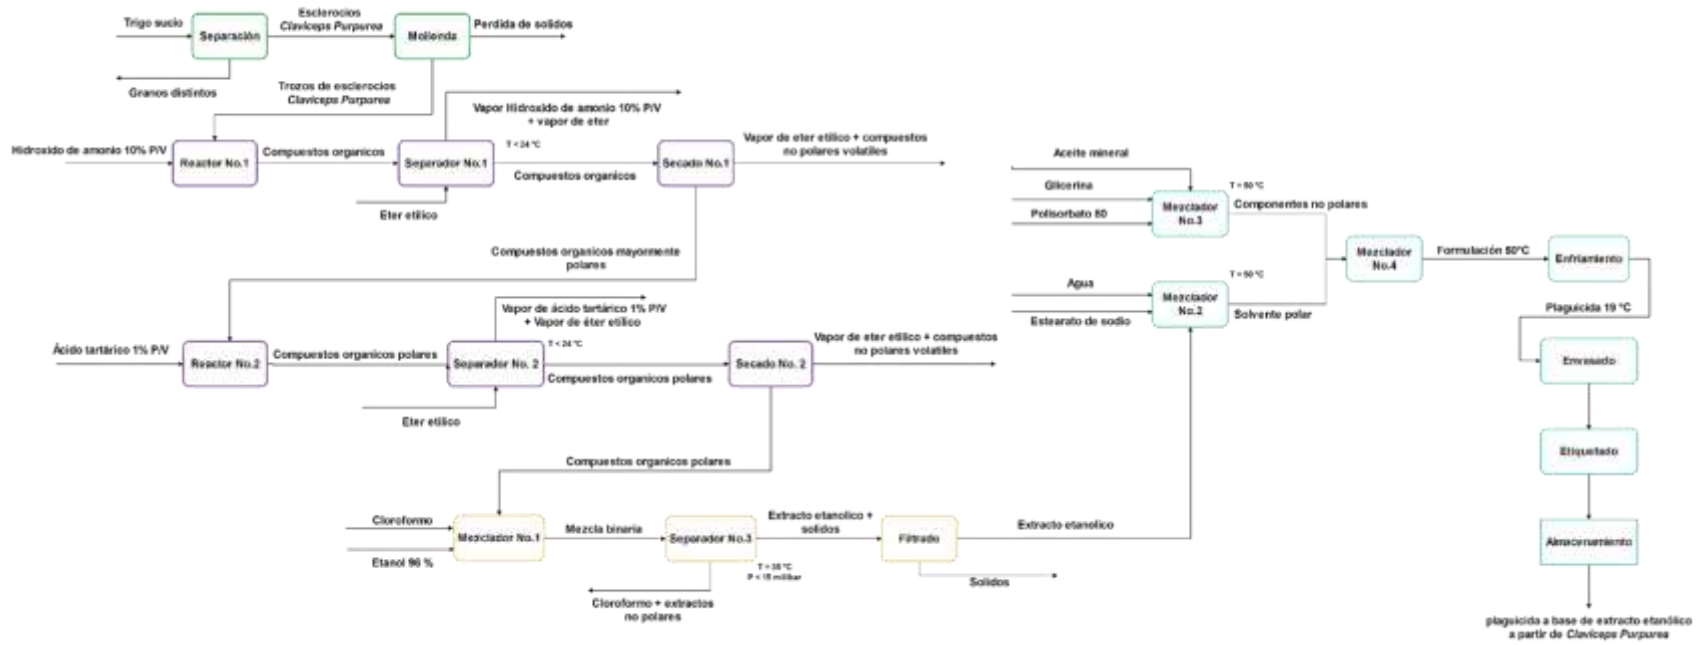 Trigo sucio
Separación
Esclerocios
Claviceps Purpurea
Molienda
Perdida de solidos
Granos distintos
Trozos de esclerocios
Claviceps Purpurea
Hidroxido de amonio 10% P/V
Reactor No.1
Compuestos organicos
Separador No.1
Vapor Hidroxido de amonio 10% P/V
+ vapor de eter
T < 24 °C
Compuestos organicos
Eter etilico
Secado No.1
Vapor de eter etilico + compuestos
no polares volatiles
Compuestos organicos mayormente
polares
Ácido tartárico 1% P/V
Reactor No.2
Compuestos organicos polares
Separador No. 2
Vapor de ácido tartárico 1% P/V
+ Vapor de éter etilico
T < 24 °C
Compuestos organicos polares
Eter etilico
Secado No. 2
Vapor de eter etilico + compuestos
no polares volatiles
Compuestos organicos polares
Cloroformo
Etanol 96 %
Mezclador No.1
Mezcla binaria
Separador No.3
T = 35 °C
P < 15 milibar
Cloroformo + extractos
no polares
Extracto etanolico +
solidos
Filtrado
Solidos
Extracto etanolico
Aceite mineral
Glicerina
Polisorbato 80
Mezclador
No.3
T = 50 °C
Componentes no polares
Agua
Estearato de sodio
Mezclador
No.2
T = 50 °C
Solvente polar
Mezclador
No.4
Formulación 50°C
Enfriamiento
Plaguicida 19 °C
Envasado
Etiquetado
Almacenamiento
plaguicida a base de extracto etanólico
a partir de Claviceps Purpurea